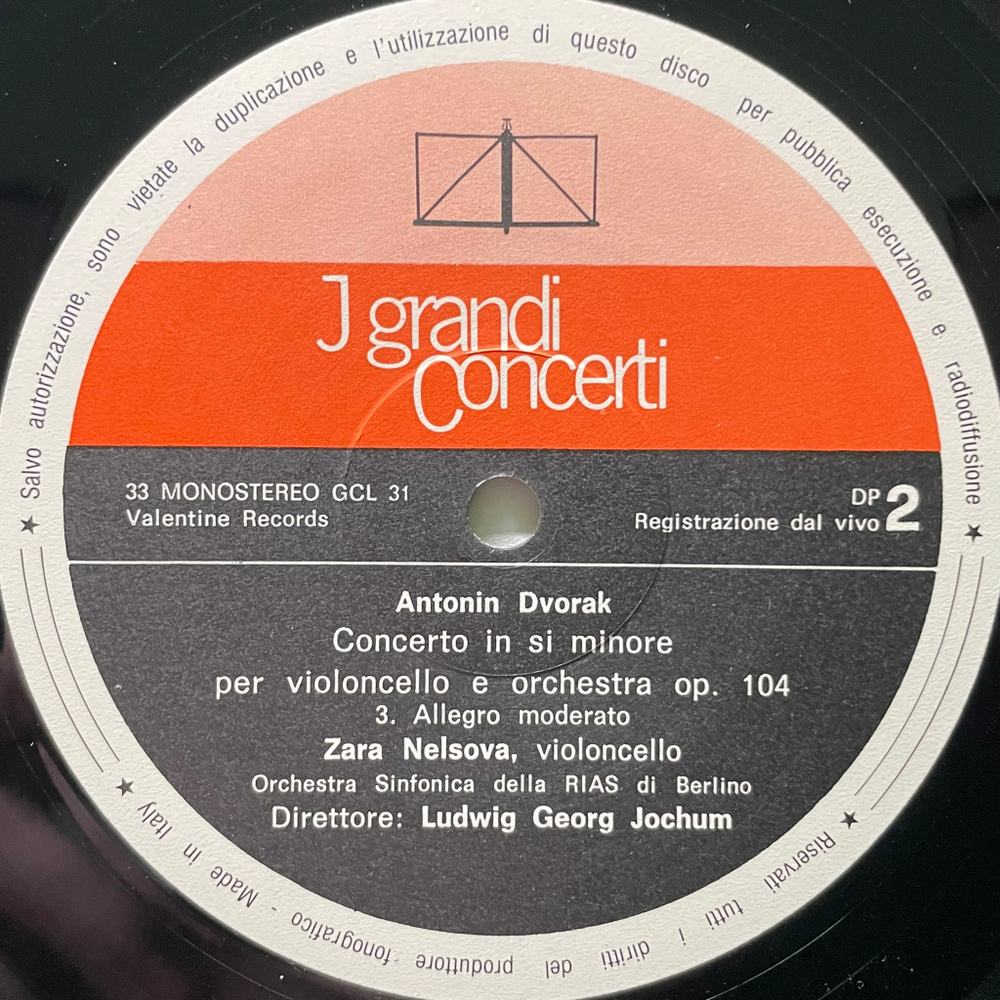 ★ Salvo autorizzazione, sono vietate la duplicazione e l'utilizzazione di questo disco per pubblica esecuzione e radiodiffusione ★
J grandi
concerti
33 MONOSTEREO GCL 31
Valentine Records
DP 2
Registrazione dal vivo
Antonin Dvorak
Concerto in si minore
per violoncello e orchestra op. 104
3. Allegro moderato
Zara Nelsova, violoncello
Orchestra Sinfonica della RIAS di Berlino
Direttore: Ludwig Georg Jochum
★ Riservati tutti i diritti del produttore fonografico - Made in Italy ★